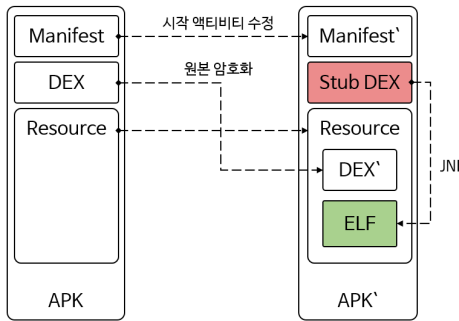 Manifest
시작 액티비티 수정
Manifest`
DEX
원본 암호화
Stub DEX
Resource
Resource
DEX`
JNI
ELF
APK
APK`